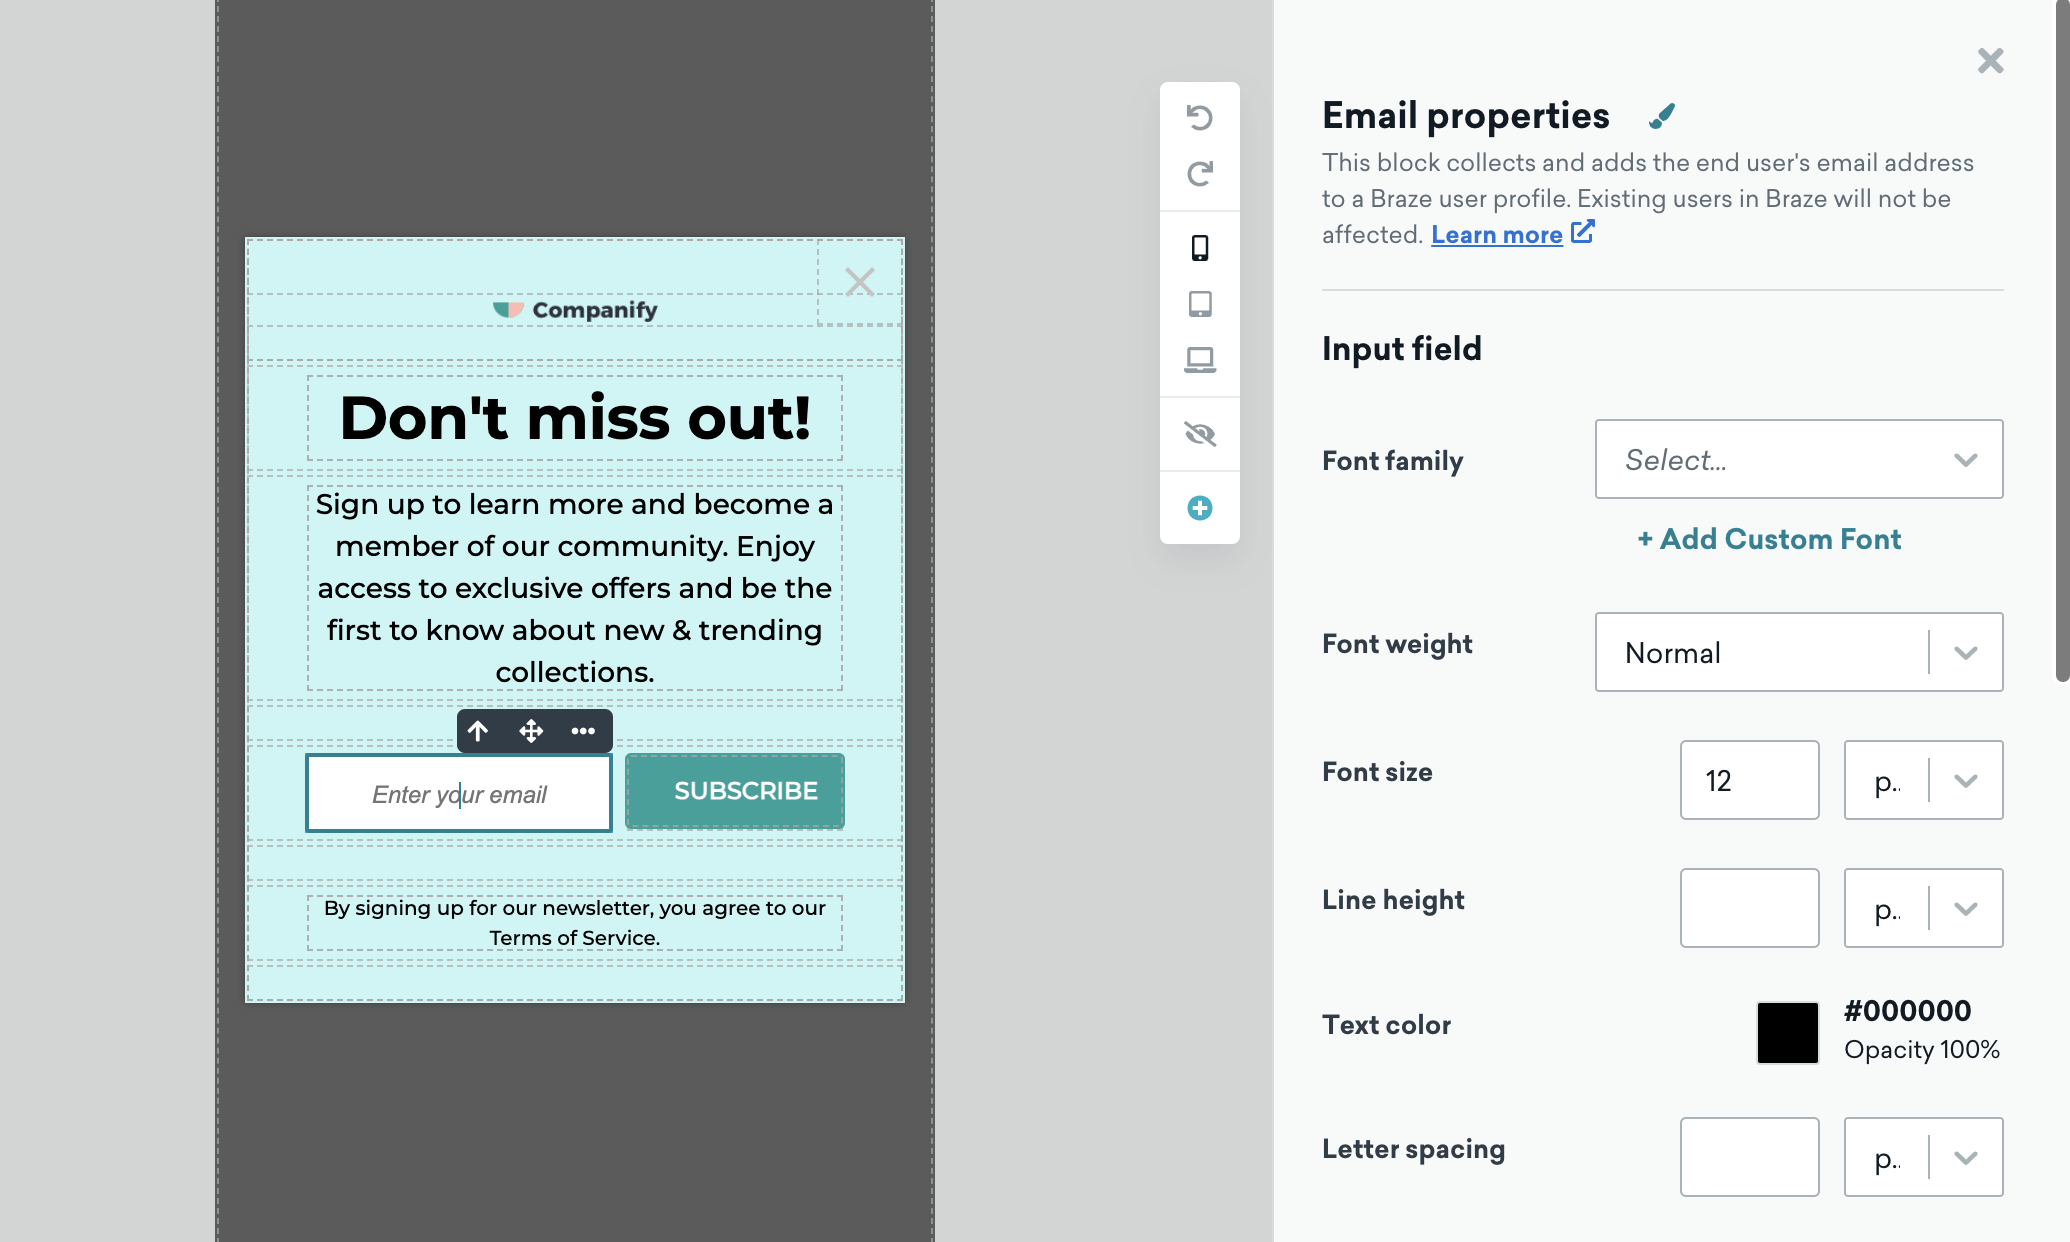 Companify
Don't miss out!
Sign up to learn more and become a
member of our community. Enjoy
access to exclusive offers and be the
first to know about new & trending
collections.
Enter your email
SUBSCRIBE
By signing up for our newsletter, you agree to our
Terms of Service.
Email properties
This block collects and adds the end user's email address
to a Braze user profile. Existing users in Braze will not be
affected. Learn more
Input field
Font family
Select...
+ Add Custom Font
Font weight
Normal
Font size
12
p..
Line height
p..
Text color
#000000
Opacity 100%
Letter spacing
p..